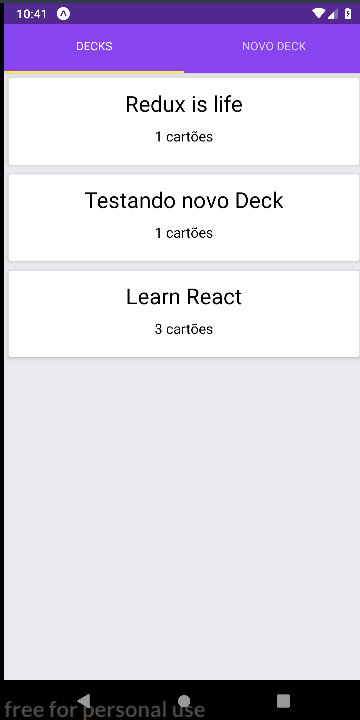 10:41
DECKS
NOVO DECK
Redux is life
1 cartões
Testando novo Deck
1 cartões
Learn React
3 cartões
free for personal use